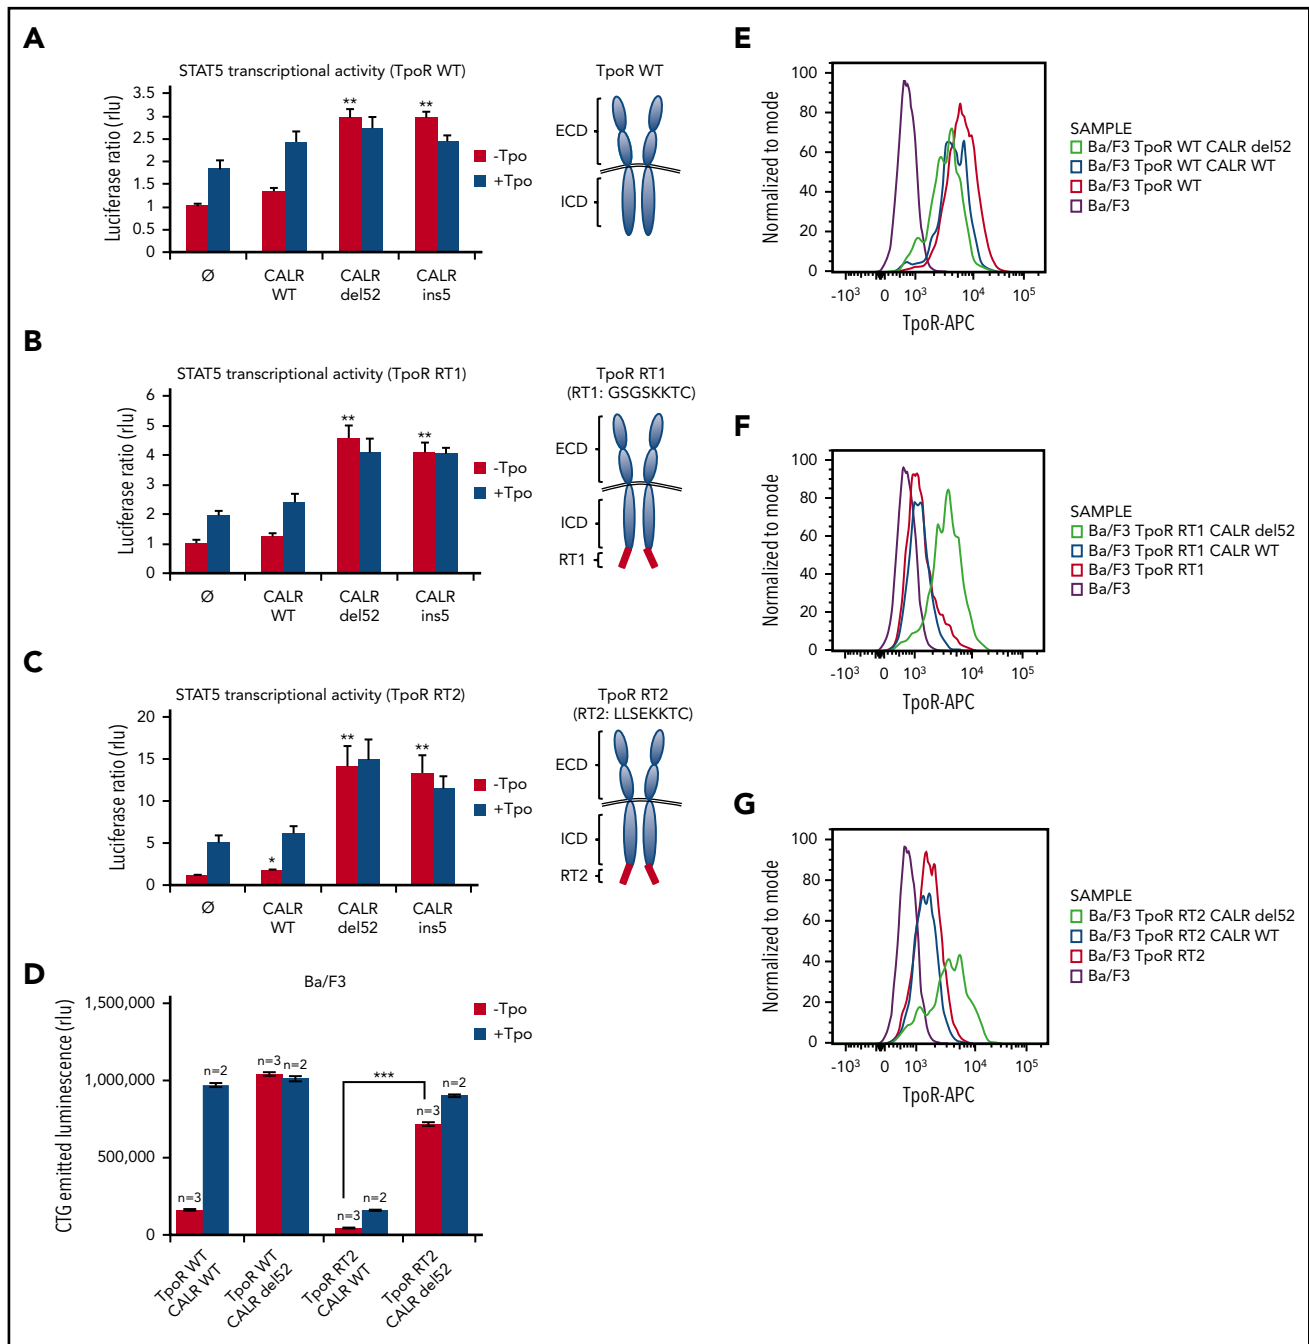 A
STAT5 transcriptional activity (TpoR WT)
Luciferase ratio (rlu)
3.5
3
2.5
2
1.5
1
0.5
0
Ø
CALR WT
CALR del52
CALR ins5
**
**
-Tpo
+Tpo
TpoR WT
ECD
ICD
B
STAT5 transcriptional activity (TpoR RT1)
Luciferase ratio (rlu)
6
5
4
3
2
1
0
Ø
CALR WT
CALR del52
CALR ins5
**
**
-Tpo
+Tpo
TpoR RT1
(RT1: GSGSKKTC)
ECD
ICD
RT1
C
STAT5 transcriptional activity (TpoR RT2)
Luciferase ratio (rlu)
20
15
10
5
0
Ø
CALR WT
CALR del52
CALR ins5
*
**
**
-Tpo
+Tpo
TpoR RT2
(RT2: LLSEKKTC)
ECD
ICD
RT2
D
Ba/F3
CTG emitted luminescence (rlu)
1,500,000
1,000,000
500,000
0
n=3
n=2
n=3
n=2
n=3
n=2
n=3
n=2
***
-Tpo
+Tpo
TpoR WT
CALR WT
TpoR WT
CALR del52
TpoR RT2
CALR WT
TpoR RT2
CALR del52
E
Normalized to mode
100
80
60
40
20
0
-10³ 0 10³ 10⁴ 10⁵
TpoR-APC
SAMPLE
Ba/F3 TpoR WT CALR del52
Ba/F3 TpoR WT CALR WT
Ba/F3 TpoR WT
Ba/F3
F
Normalized to mode
100
80
60
40
20
0
-10³ 0 10³ 10⁴ 10⁵
TpoR-APC
SAMPLE
Ba/F3 TpoR RT1 CALR del52
Ba/F3 TpoR RT1 CALR WT
Ba/F3 TpoR RT1
Ba/F3
G
Normalized to mode
100
80
60
40
20
0
-10³ 0 10³ 10⁴ 10⁵
TpoR-APC
SAMPLE
Ba/F3 TpoR RT2 CALR del52
Ba/F3 TpoR RT2 CALR WT
Ba/F3 TpoR RT2
Ba/F3